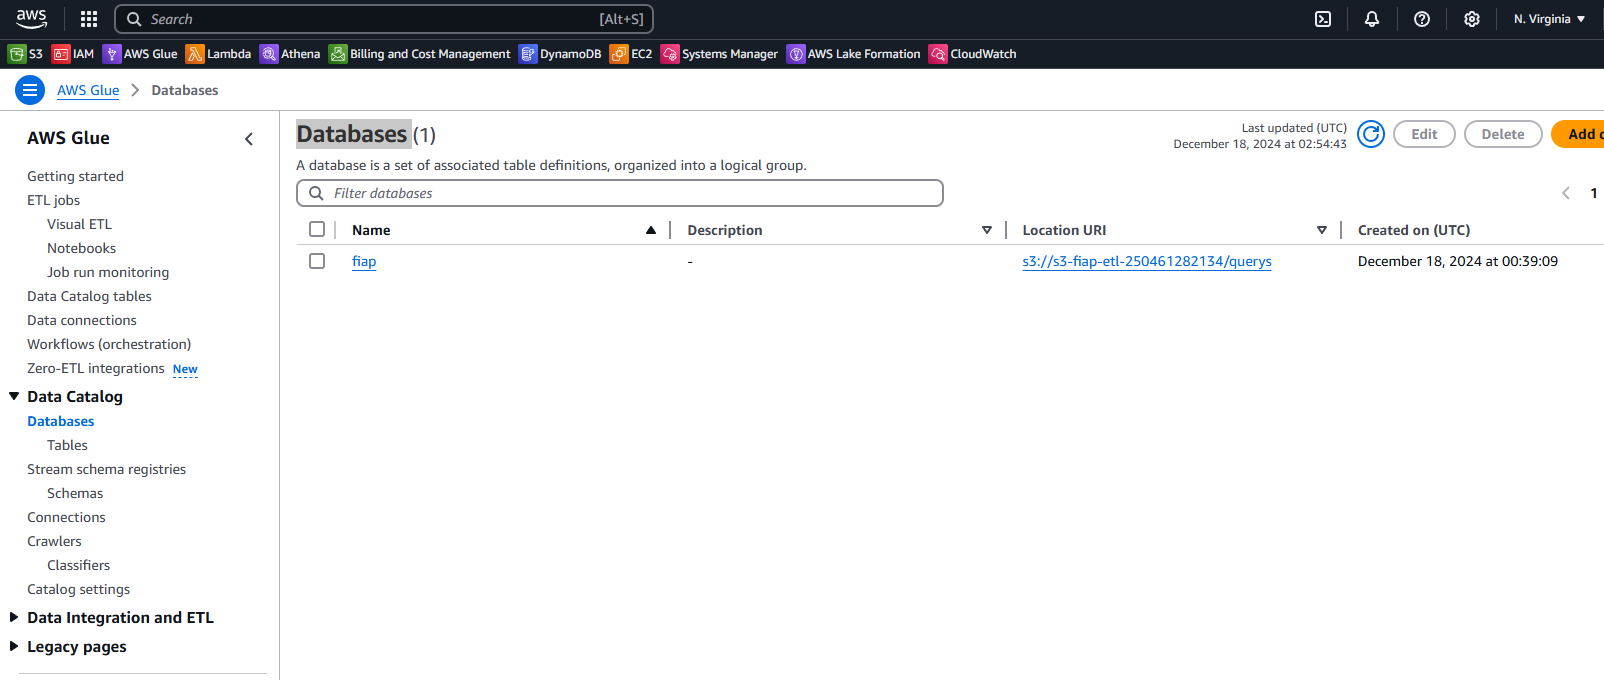 aws Search [Alt+S] N. Virginia
S3 IAM AWS Glue Lambda Athena Billing and Cost Management DynamoDB EC2 Systems Manager AWS Lake Formation CloudWatch
AWS Glue Databases
AWS Glue
Getting started
ETL jobs
Visual ETL
Notebooks
Job run monitoring
Data Catalog tables
Data connections
Workflows (orchestration)
Zero-ETL integrations New
Data Catalog
Databases
Tables
Stream schema registries
Schemas
Connections
Crawlers
Classifiers
Catalog settings
Data Integration and ETL
Legacy pages
Databases (1)
Last updated (UTC)
December 18, 2024 at 02:54:43
Edit Delete Add
A database is a set of associated table definitions, organized into a logical group.
Filter databases
1
Name Description Location URI Created on (UTC)
fiap - s3://s3-fiap-etl-250461282134/querys December 18, 2024 at 00:39:09